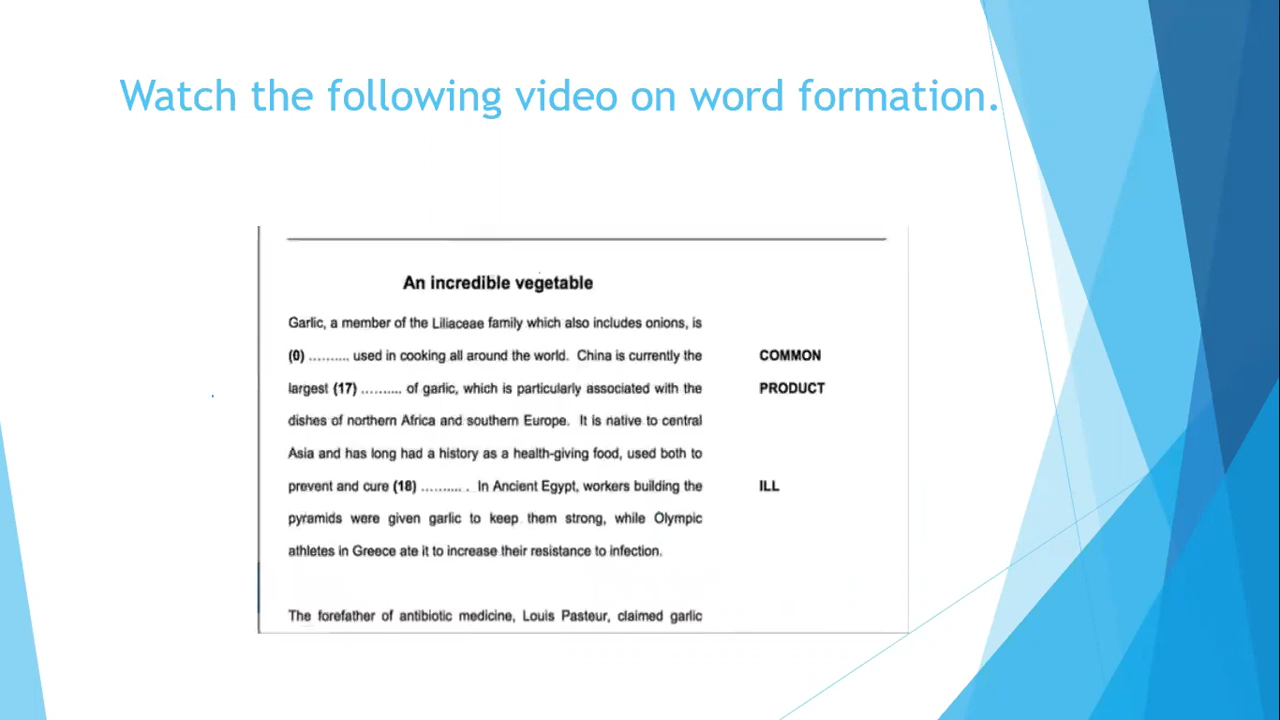 Watch the following video on word formation.
An incredible vegetable
Garlic, a member of the Liliaceae family which also includes onions, is
(0) .......... used in cooking all around the world. China is currently the COMMON
largest (17) .......... of garlic, which is particularly associated with the PRODUCT
dishes of northern Africa and southern Europe. It is native to central
Asia and has long had a history as a health-giving food, used both to
prevent and cure (18) .......... . In Ancient Egypt, workers building the ILL
pyramids were given garlic to keep them strong, while Olympic
athletes in Greece ate it to increase their resistance to infection.
The forefather of antibiotic medicine, Louis Pasteur, claimed garlic